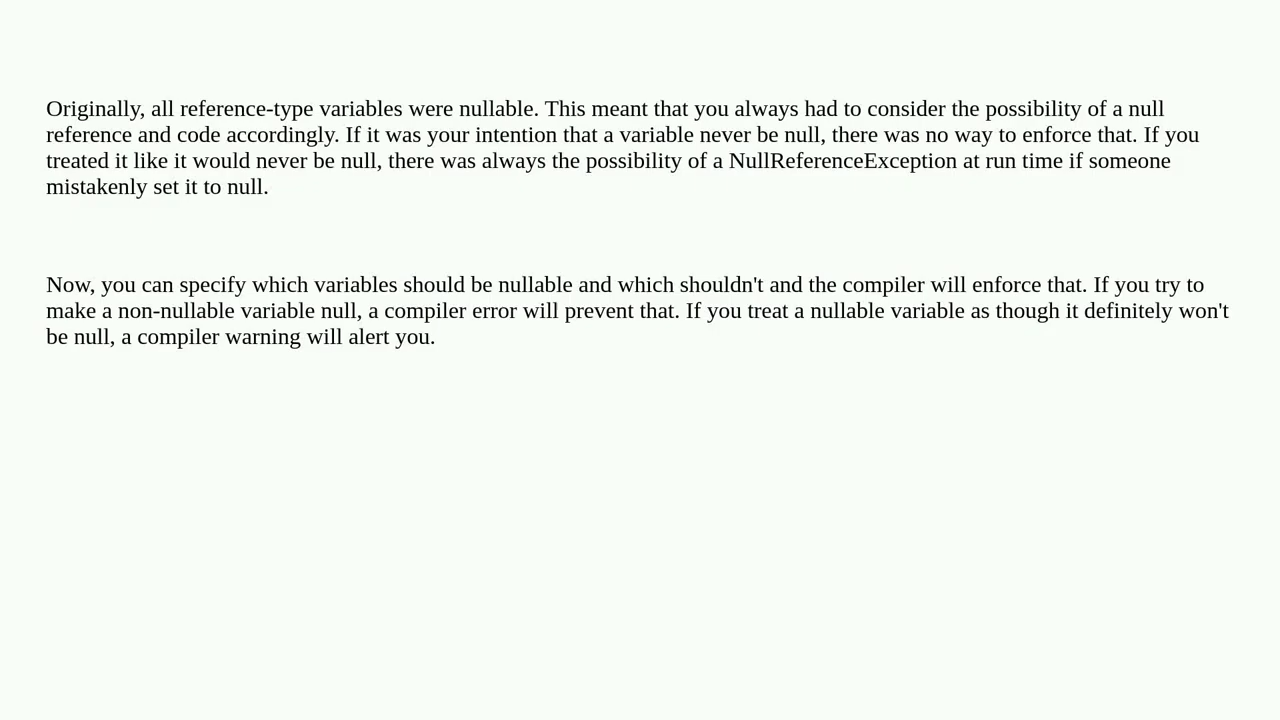 Originally, all reference-type variables were nullable. This meant that you always had to consider the possibility of a null
reference and code accordingly. If it was your intention that a variable never be null, there was no way to enforce that. If you
treated it like it would never be null, there was always the possibility of a NullReferenceException at run time if someone
mistakenly set it to null.
Now, you can specify which variables should be nullable and which shouldn't and the compiler will enforce that. If you try to
make a non-nullable variable null, a compiler error will prevent that. If you treat a nullable variable as though it definitely won't
be null, a compiler warning will alert you.